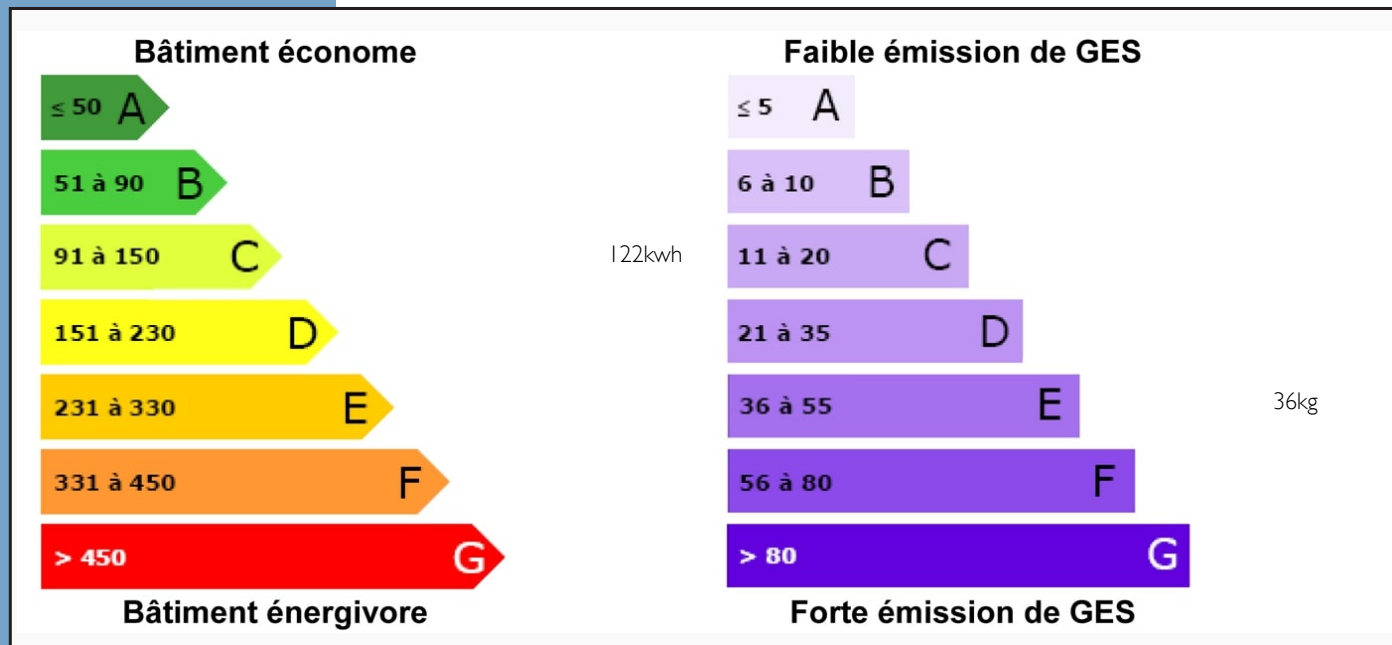 Bâtiment économe
≤ 50 A
51 à 90 B
91 à 150 C
122kwh
151 à 230 D
231 à 330 E
331 à 450 F
> 450 G
Bâtiment énergivore
Faible émission de GES
≤ 5 A
6 à 10 B
11 à 20 C
21 à 35 D
36 à 55 E
36kg
56 à 80 F
> 80 G
Forte émission de GES